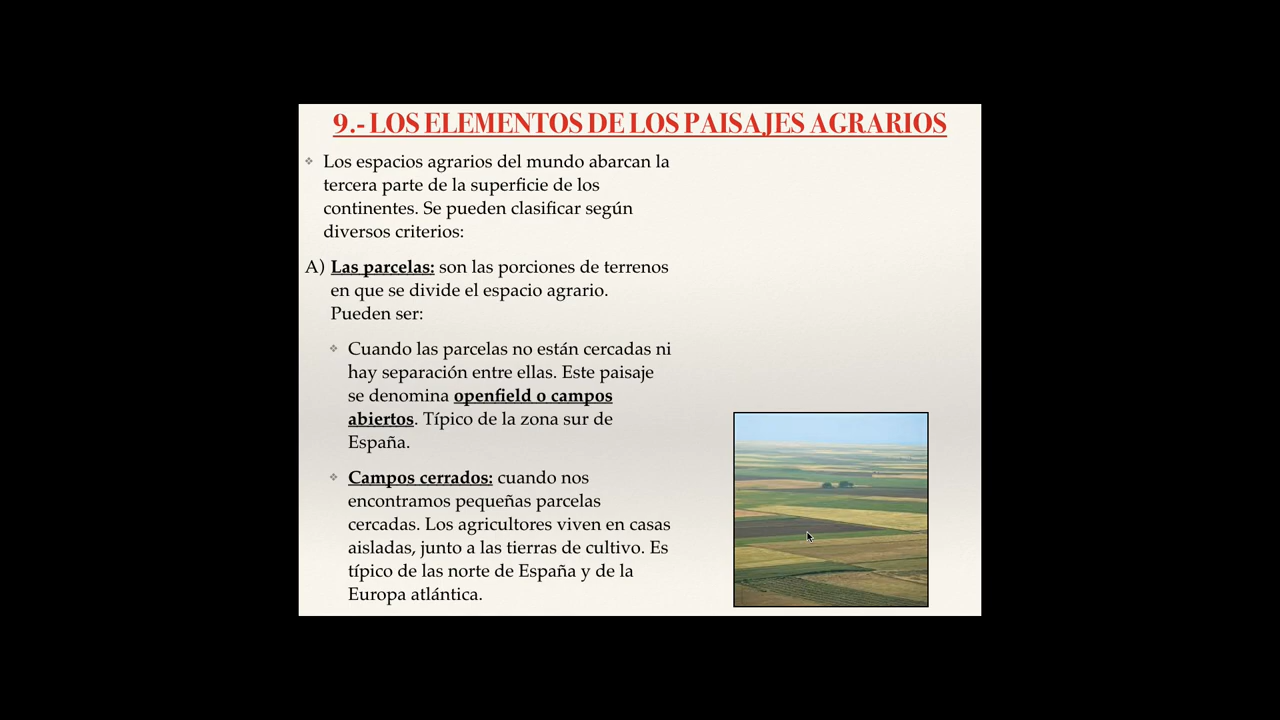 9.- LOS ELEMENTOS DE LOS PAISAJES AGRARIOS
Los espacios agrarios del mundo abarcan la
tercera parte de la superficie de los
continentes. Se pueden clasificar según
diversos criterios:
A) Las parcelas: son las porciones de terrenos
en que se divide el espacio agrario.
Pueden ser:
Cuando las parcelas no están cercadas ni
hay separación entre ellas. Este paisaje
se denomina openfield o campos
abiertos. Típico de la zona sur de
España.
Campos cerrados: cuando nos
encontramos pequeñas parcelas
cercadas. Los agricultores viven en casas
aisladas, junto a las tierras de cultivo. Es
típico de las norte de España y de la
Europa atlántica.